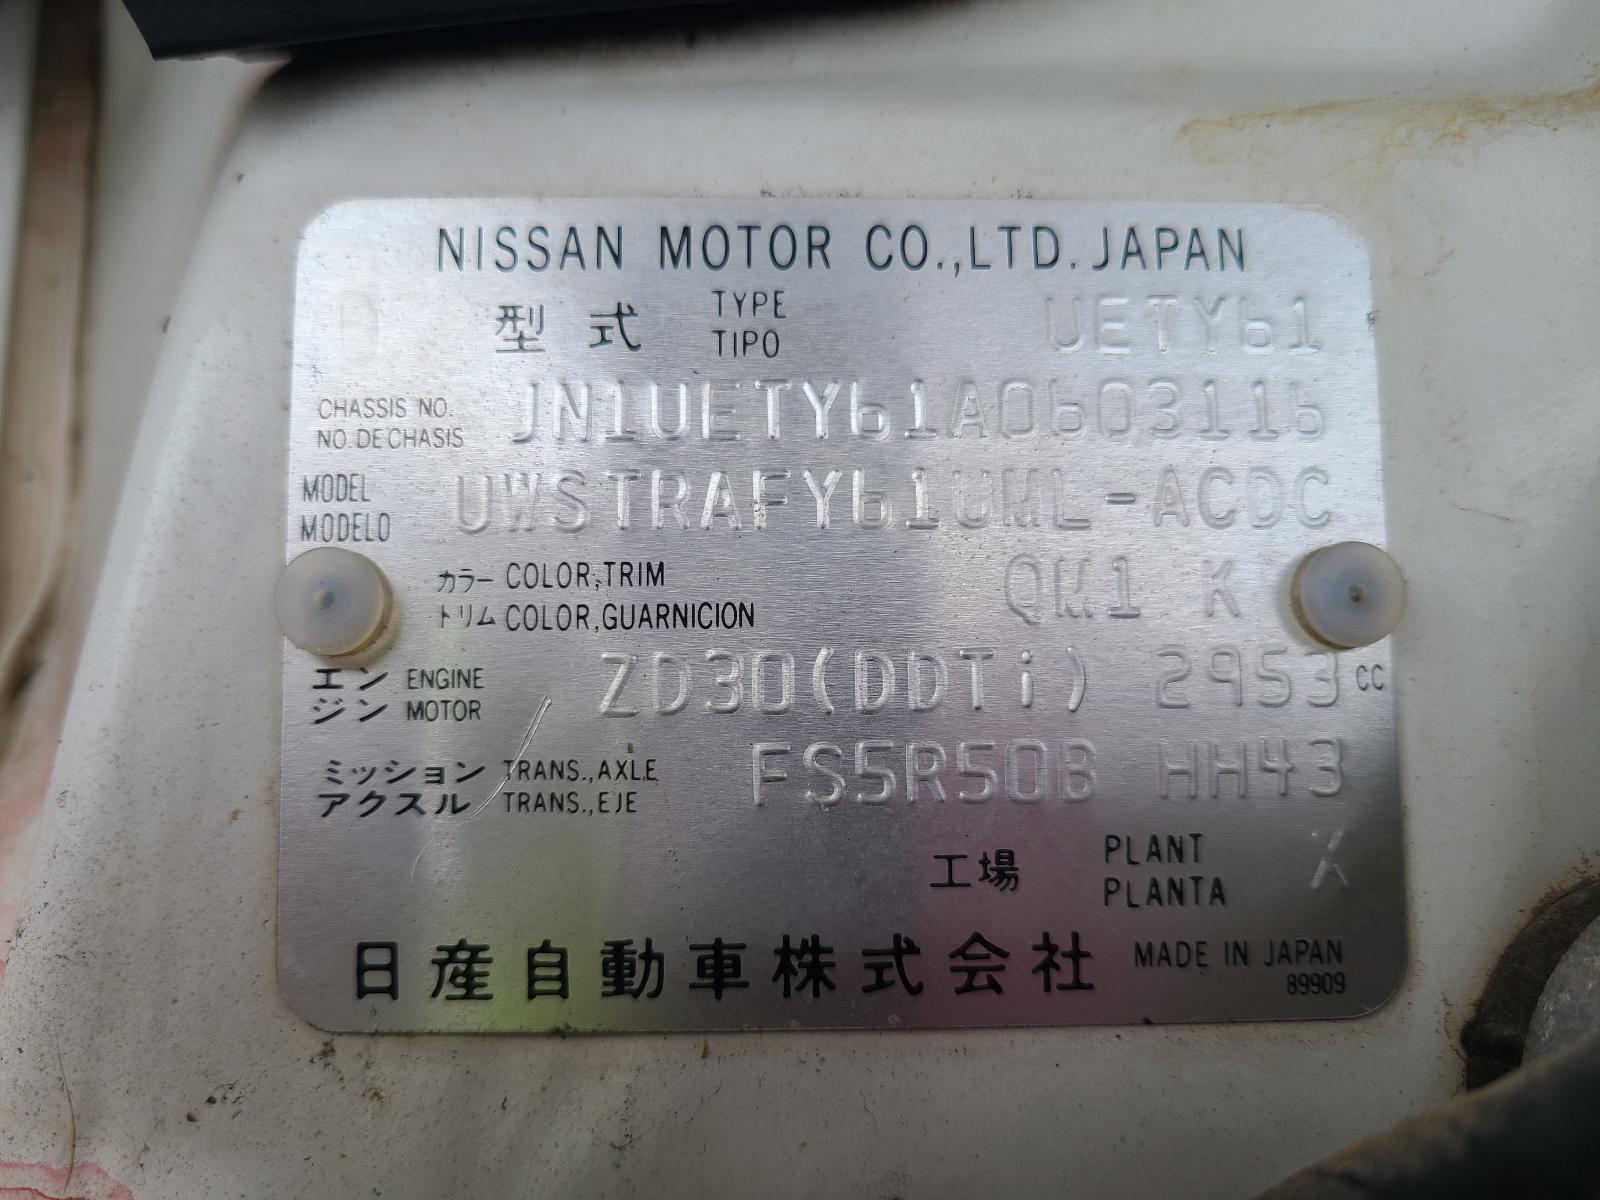 NISSAN MOTOR CO.,LTD. JAPAN
型式 TYPE UETY61
TIPO
CHASSIS NO. JN1UETY61A0603116
NO. DE CHASIS
MODEL UWSTRAFY61UML-ACDC
MODELO
カラー COLOR,TRIM QM1 K
トリム COLOR,GUARNICION
エン ENGINE ZD30(DDTi) 2953 CC
ジン MOTOR
ミッション TRANS.,AXLE FS5R50B HH43
アクスル TRANS.,EJE
工場 PLANT X
PLANTA
日産自動車株式会社 MADE IN JAPAN
89909